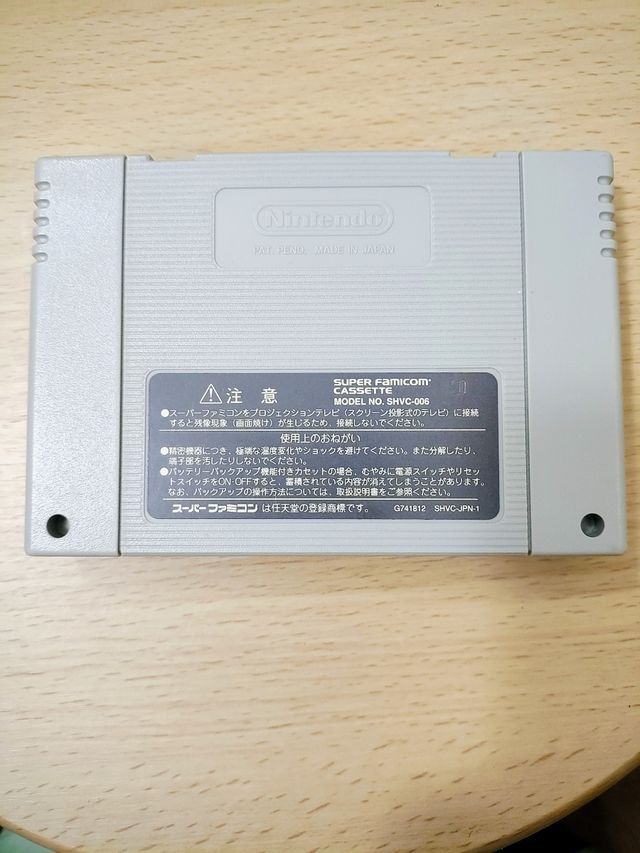 Nintendo
PAT. PEND. MADE IN JAPAN
注意
SUPER FAMICOM
CASSETTE
MODEL NO. SHVC-006
●スーパーファミコンをプロジェクションテレビ(スクリーン投影式のテレビ)に接続
すると残像現象(画面焼け)が生じるため、接続しないでください。
使用上のおねがい
●精密機器につき、極端な温度変化やショックを避けてください。また分解したり、
端子部を汚したりしないでください。
●バッテリーバックアップ機能付きカセットの場合、むやみに電源スイッチやリセッ
トスイッチをON・OFFすると、蓄積されている内容が消えてしまうことがあります。
なお、バックアップの操作方法については、取扱説明書をご参照ください。
スーパーファミコンは任天堂の登録商標です。 G741812 SHVC-JPN-1